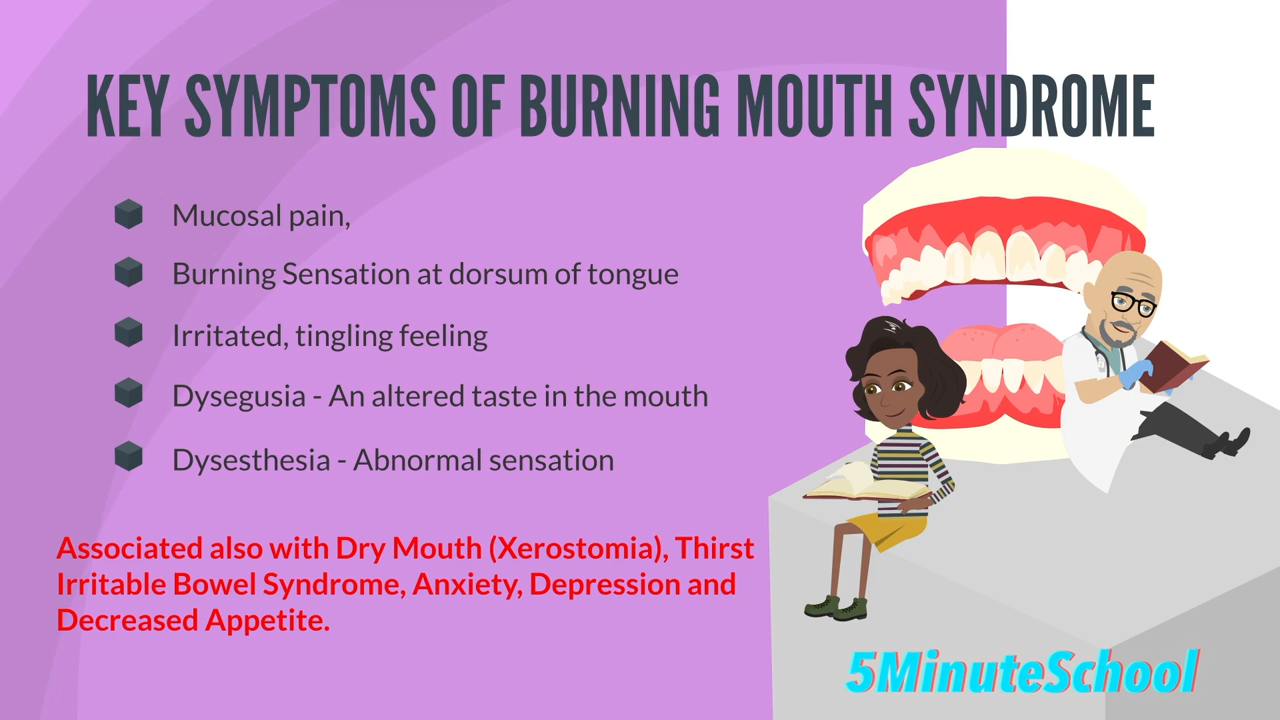 KEY SYMPTOMS OF BURNING MOUTH SYNDROME
Mucosal pain,
Burning Sensation at dorsum of tongue
Irritated, tingling feeling
Dysegusia - An altered taste in the mouth
Dysesthesia - Abnormal sensation
Associated also with Dry Mouth (Xerostomia), Thirst
Irritable Bowel Syndrome, Anxiety, Depression and
Decreased Appetite.
5MinuteSchool